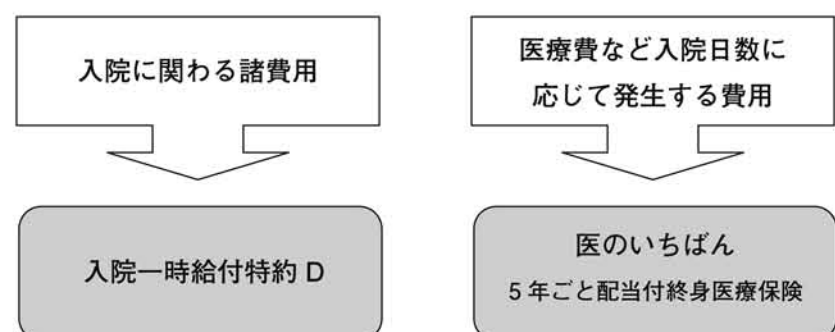 入院に関わる諸費用
医療費など入院日数に
応じて発生する費用
入院一時給付特約 D
医のいちばん
5 年ごと配当付終身医療保険